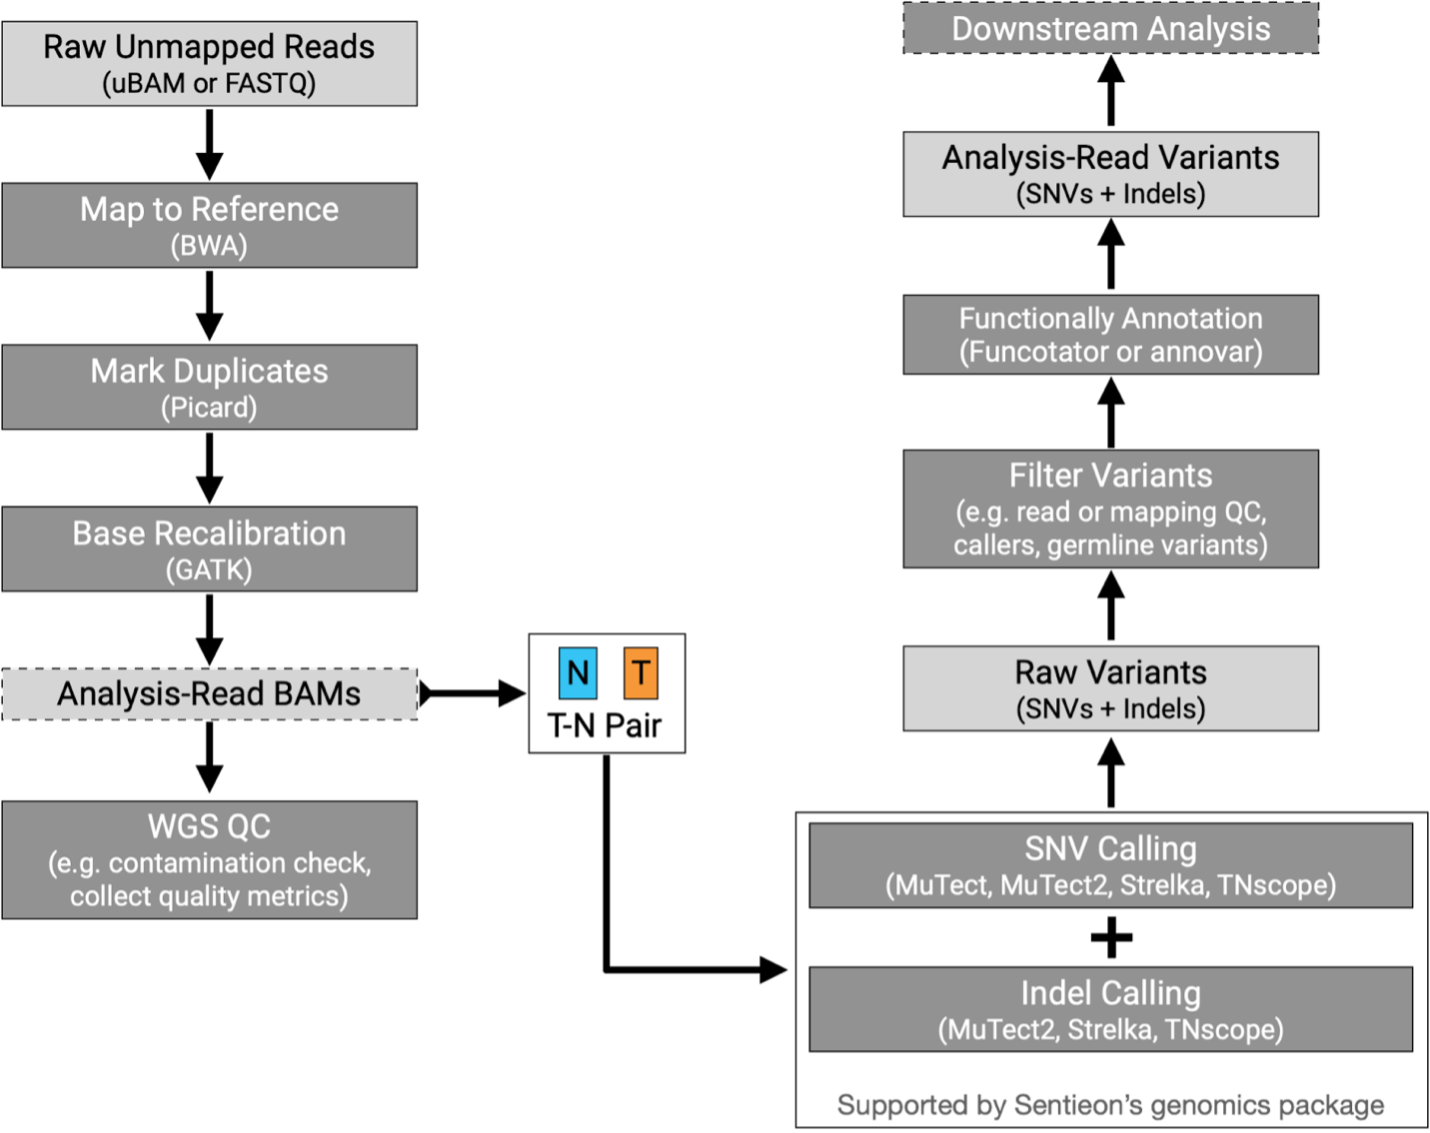 Raw Unmapped Reads
(uBAM or FASTQ)
Map to Reference
(BWA)
Mark Duplicates
(Picard)
Base Recalibration
(GATK)
Analysis-Read BAMs
WGS QC
(e.g. contamination check,
collect quality metrics)
N T
T-N Pair
Downstream Analysis
Analysis-Read Variants
(SNVs + Indels)
Functionally Annotation
(Funcotator or annovar)
Filter Variants
(e.g. read or mapping QC,
callers, germline variants)
Raw Variants
(SNVs + Indels)
SNV Calling
(MuTect, MuTect2, Strelka, TNscope)
+
Indel Calling
(MuTect2, Strelka, TNscope)
Supported by Sentieon’s genomics package